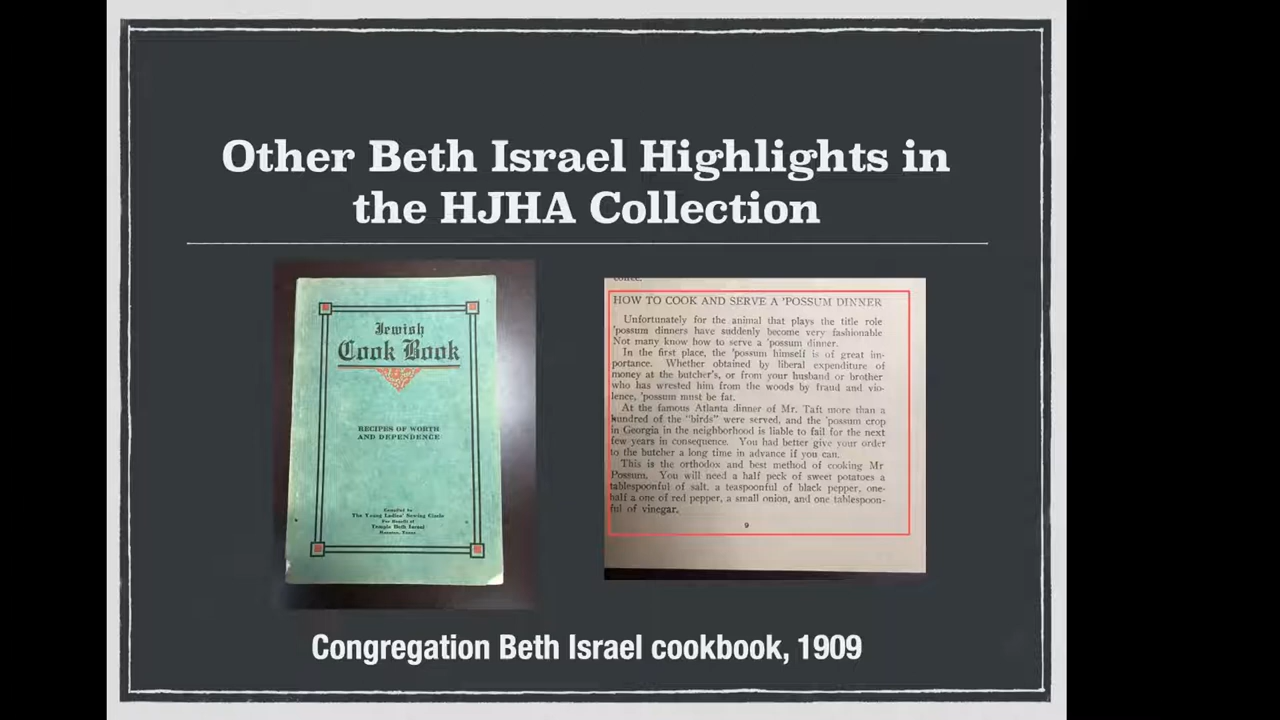 Other Beth Israel Highlights in
the HJHA Collection
Jewish
Cook Book
RECIPES OF WORTH
AND DEPENDENCE
Compiled by
The Young Ladies' Sewing Circle
For Benefit of
Temple Beth Israel
Houston, Texas
HOW TO COOK AND SERVE A 'POSSUM DINNER
Unfortunately for the animal that plays the title role
'possum dinners have suddenly become very fashionable
Not many know how to serve a 'possum dinner.
In the first place, the 'possum himself is of great im-
portance. Whether obtained by liberal expenditure of
money at the butcher's, or from your husband or brother
who has wrested him from the woods by fraud and vio-
lence, 'possum must be fat.
At the famous Atlanta dinner of Mr. Taft more than a
hundred of the "birds" were served, and the 'possum crop
in Georgia in the neighborhood is liable to fail for the next
few years in consequence. You had better give your order
to the butcher a long time in advance if you can.
This is the orthodox and best method of cooking Mr
Possum. You will need a half peck of sweet potatoes a
tablespoonful of salt, a teaspoonful of black pepper, one-
half a one of red pepper, a small onion, and one tablespoon-
ful of vinegar.
9
Congregation Beth Israel cookbook, 1909